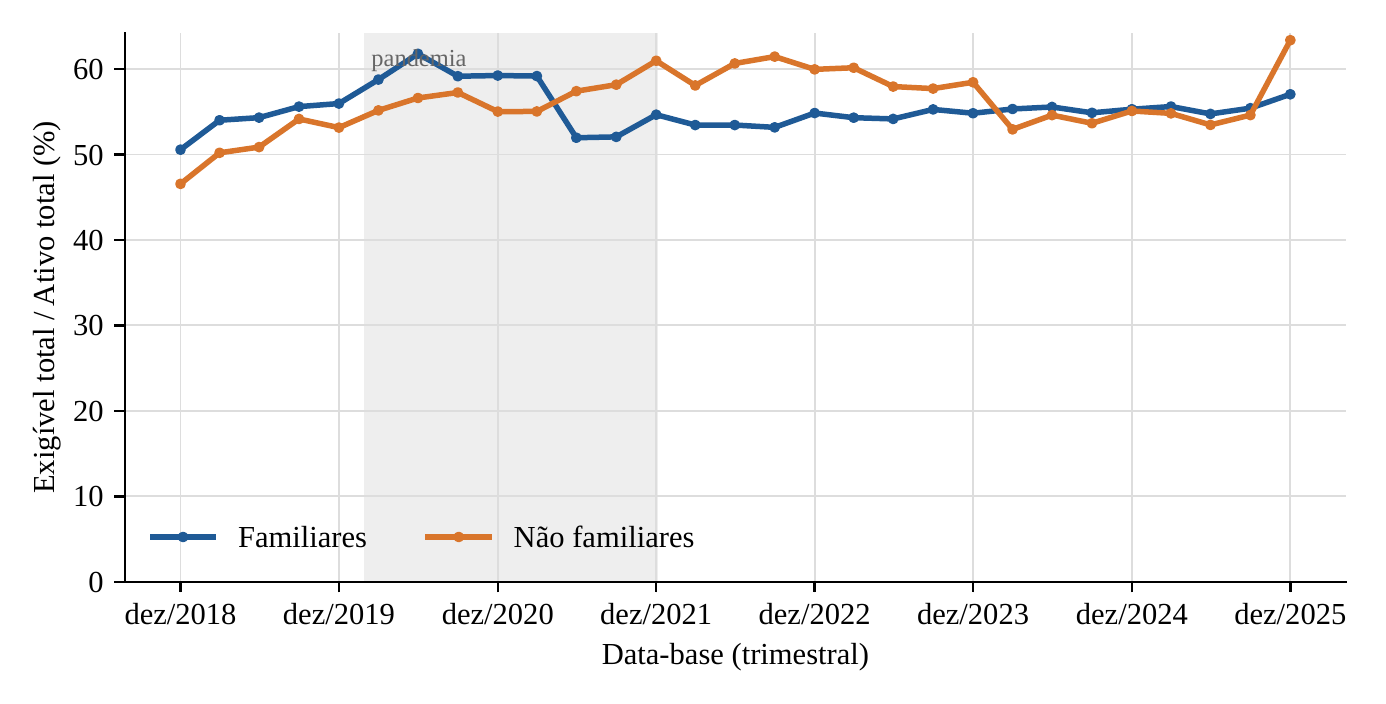 pandemia
60
50
40
30
20
10
0
Exigível total / Ativo total (%)
Familiares Não familiares
dez/2018 dez/2019 dez/2020 dez/2021 dez/2022 dez/2023 dez/2024 dez/2025
Data-base (trimestral)